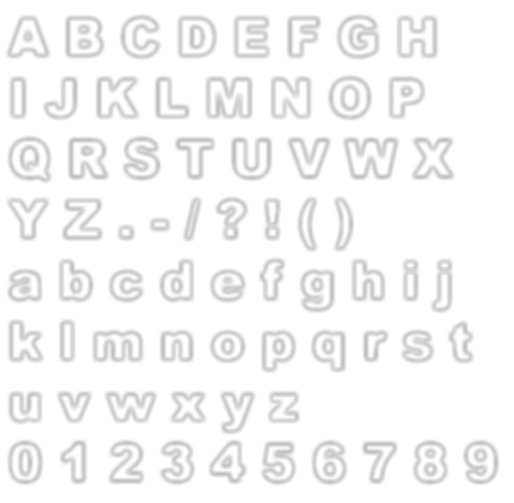 A B C D E F G H
I J K L M N O P
Q R S T U V W X
Y Z . - / ? ! ( )
a b c d e f g h i j
k l m n o p q r s t
u v w x y z
0 1 2 3 4 5 6 7 8 9